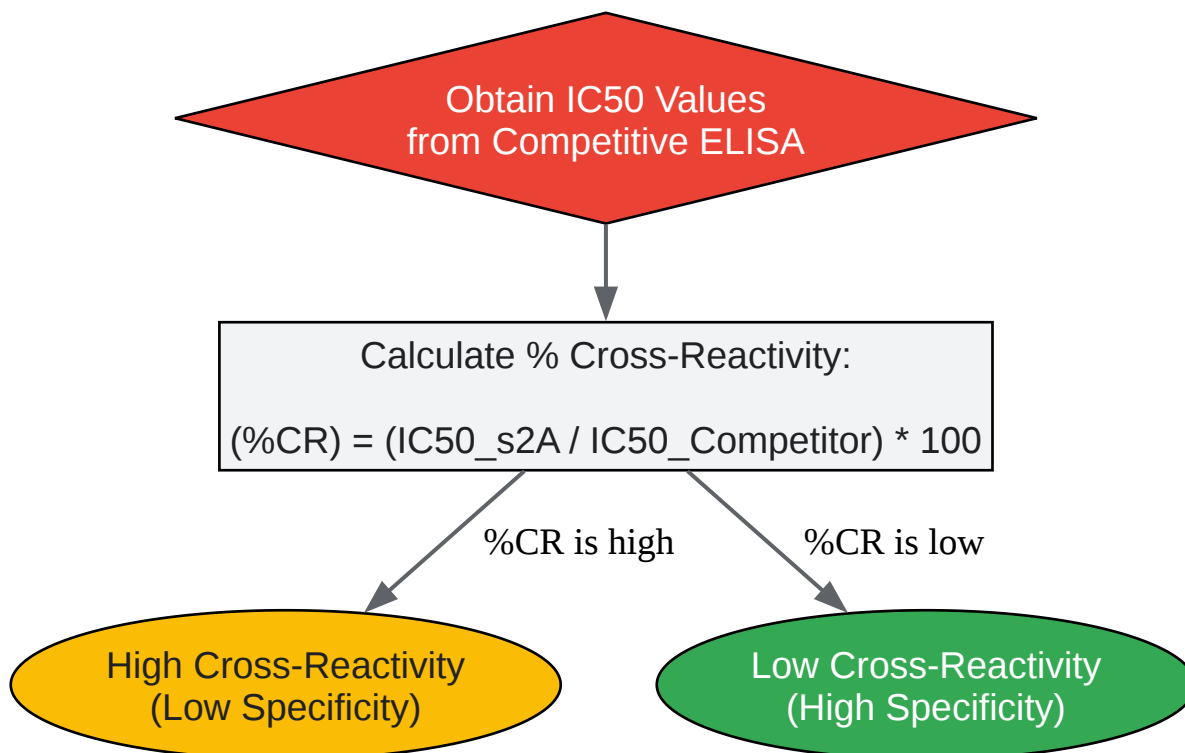 Obtain IC50 Values
from Competitive ELISA
Calculate % Cross-Reactivity:
(%CR) = (IC50_s2A / IC50_Competitor) * 100
%CR is high
%CR is low
High Cross-Reactivity
(Low Specificity)
Low Cross-Reactivity
(High Specificity)